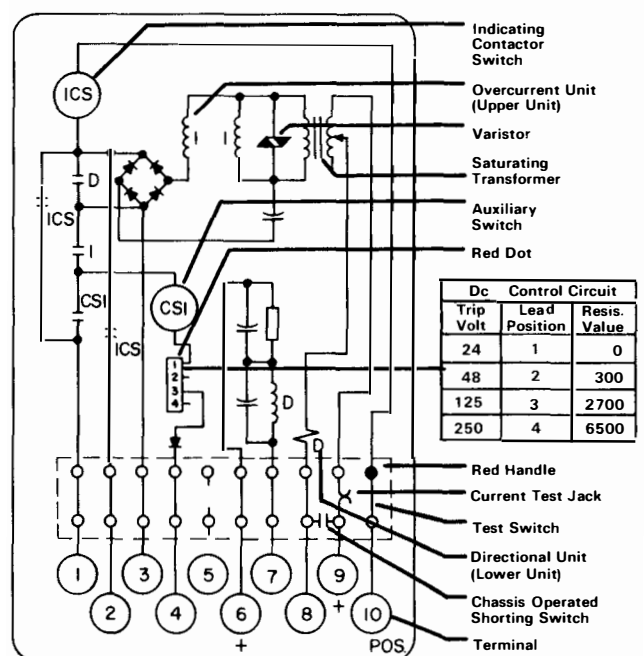 Indicating
Contactor
Switch
ICS
Overcurrent Unit
(Upper Unit)
I
I
Varistor
Saturating
Transformer
D
ICS
Auxiliary
Switch
I
Red Dot
CSI
CSI
ICS
1
2
3
4
D
Dc Control Circuit
Trip Volt Lead Position Resis. Value
24 1 0
48 2 300
125 3 2700
250 4 6500
D
Red Handle
Current Test Jack
Test Switch
Directional Unit
(Lower Unit)
Chassis Operated
Shorting Switch
Terminal
1 3 5 7 9
+
2 4 6 8 10
+ POS.